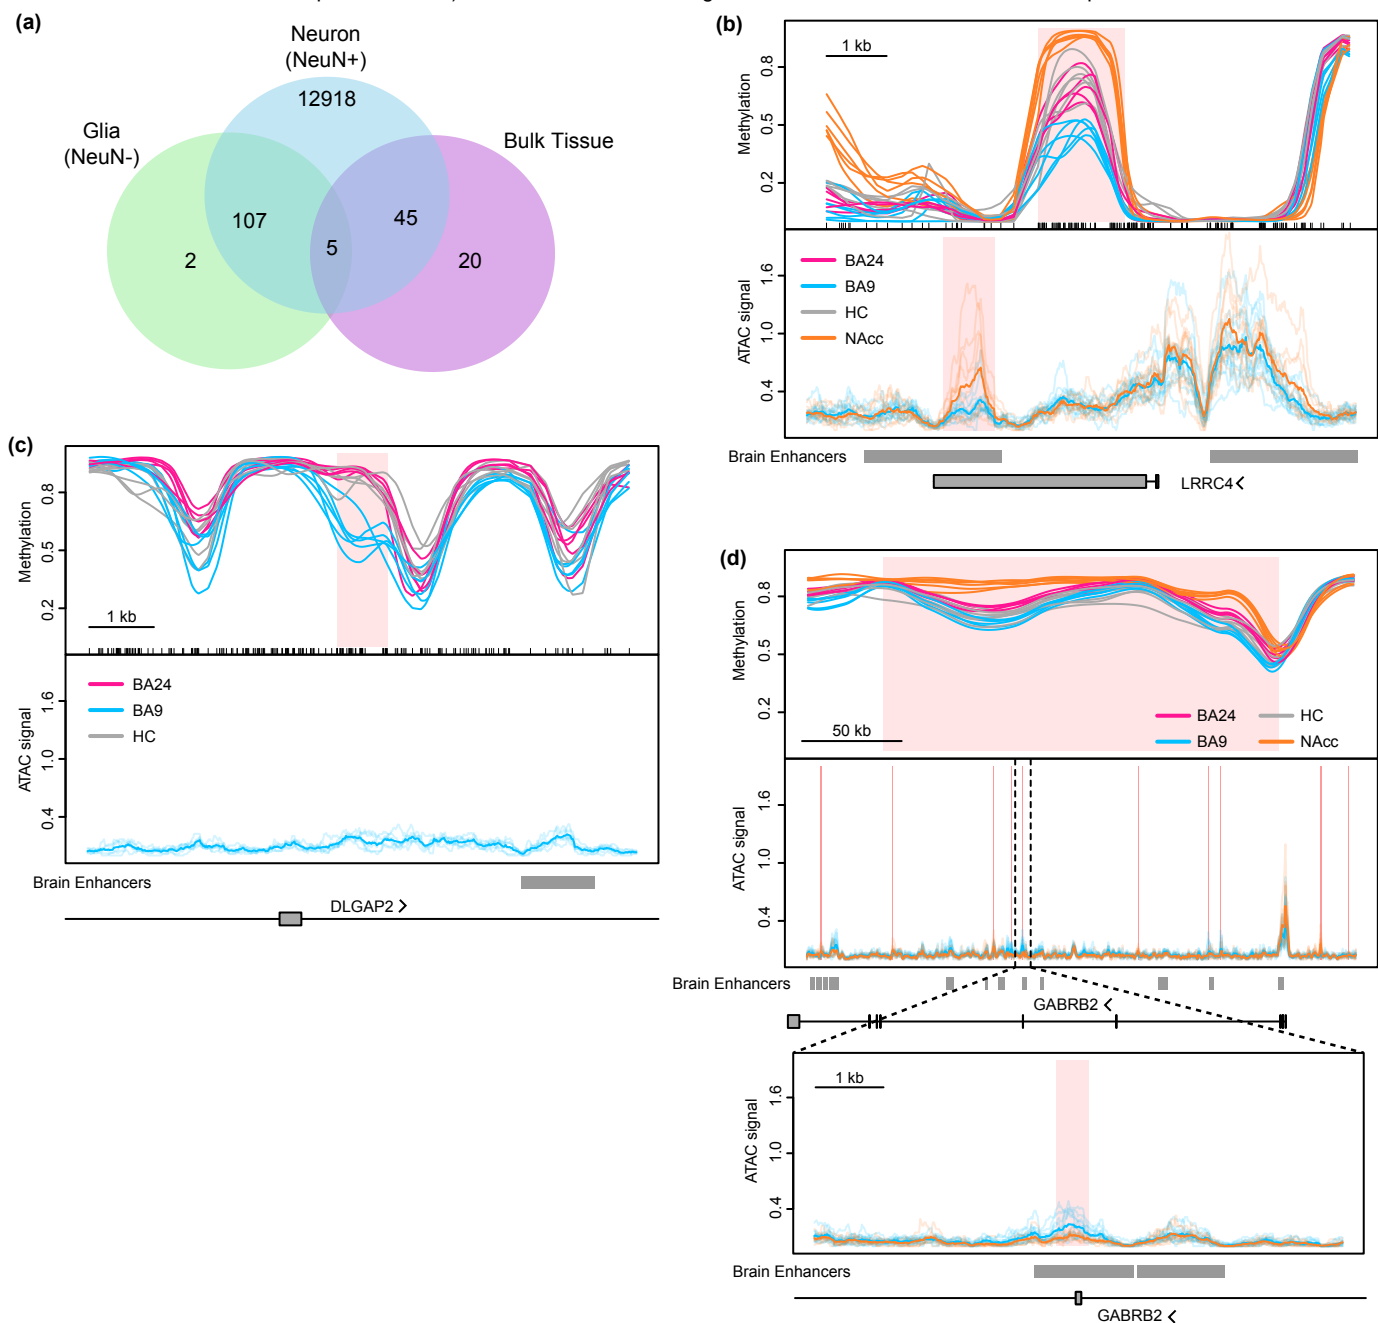 (a)
Neuron
(NeuN+)
12918
Glia
(NeuN-)
Bulk Tissue
107
45
5
2
20
(b)
1 kb
Methylation
0.8
0.5
0.2
BA24
BA9
HC
NAcc
ATAC signal
1.6
1.0
0.4
Brain Enhancers
LRRC4 <
(c)
Methylation
0.8
0.5
0.2
1 kb
BA24
BA9
HC
ATAC signal
1.6
1.0
0.4
Brain Enhancers
DLGAP2 >
(d)
Methylation
0.8
0.5
0.2
50 kb
BA24
HC
BA9
NAcc
ATAC signal
1.6
1.0
0.4
Brain Enhancers
GABRB2 <
1 kb
ATAC signal
1.6
1.0
0.4
Brain Enhancers
GABRB2 <